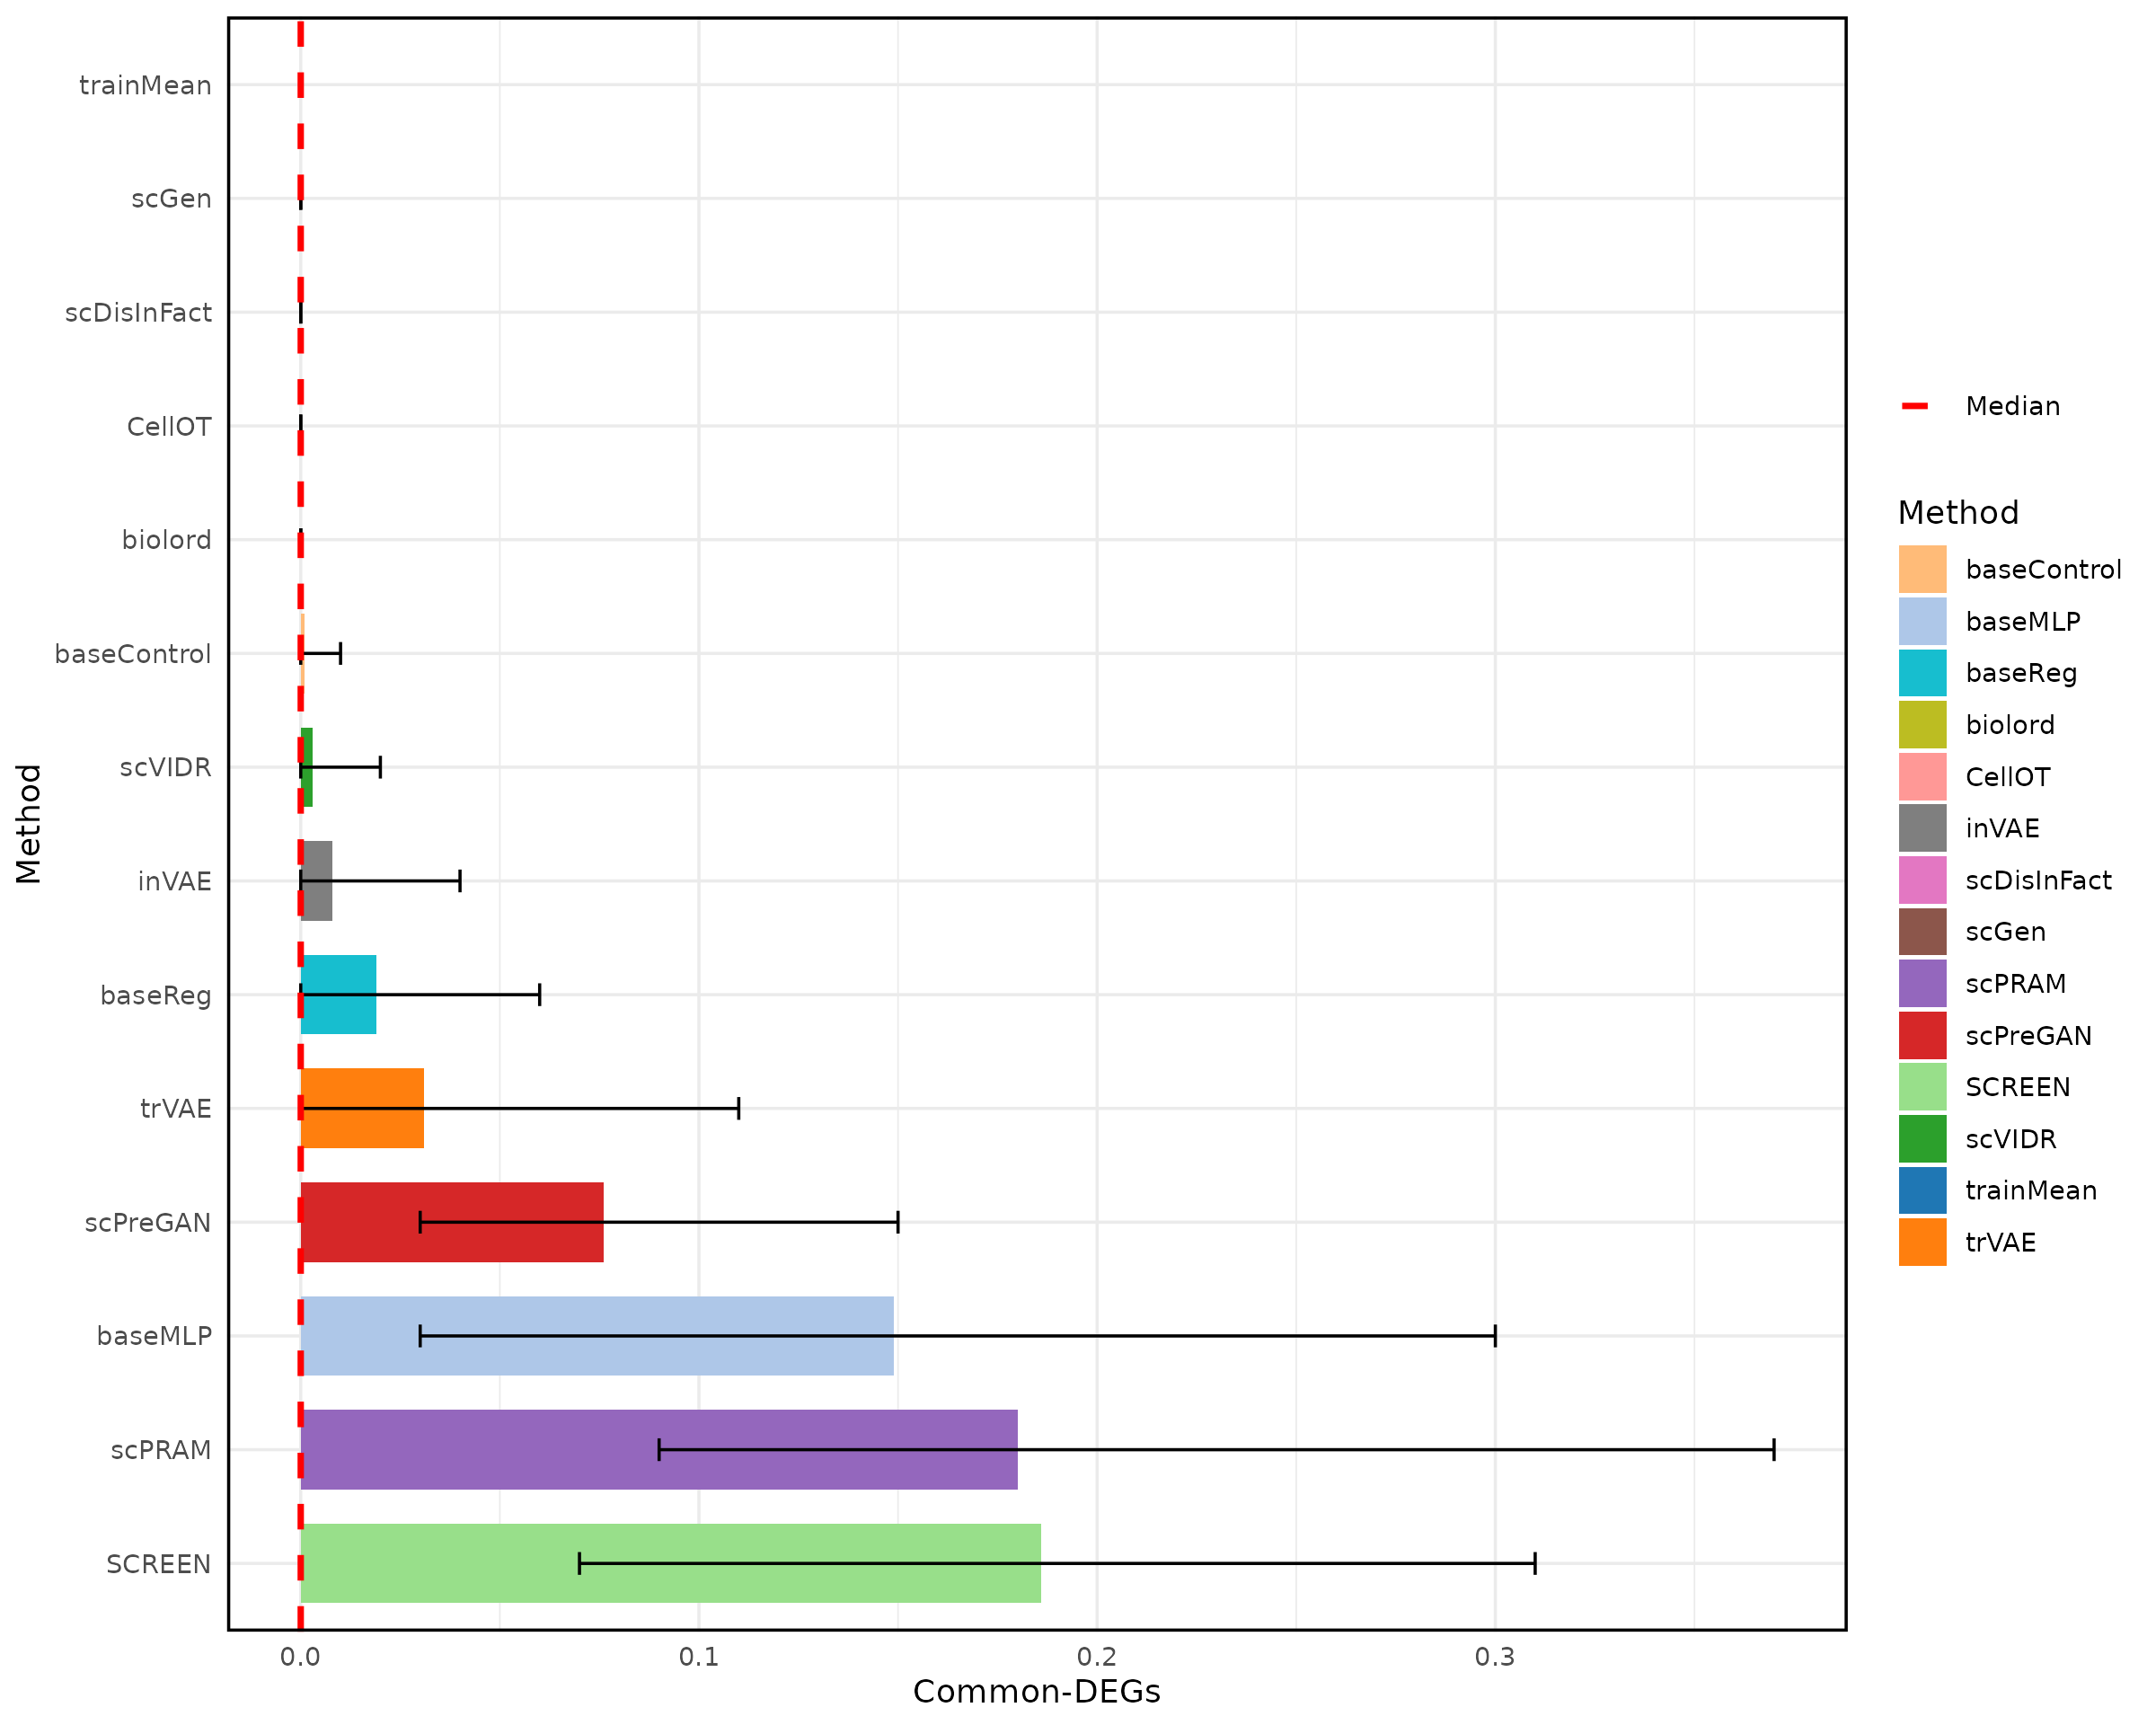 trainMean
scGen
scDisInFact
CellOT
biolord
baseControl
scVIDR
inVAE
baseReg
trVAE
scPreGAN
baseMLP
scPRAM
SCREEN
Method
0.0 0.1 0.2 0.3
Common-DEGs
Median
Method
baseControl
baseMLP
baseReg
biolord
CellOT
inVAE
scDisInFact
scGen
scPRAM
scPreGAN
SCREEN
scVIDR
trainMean
trVAE